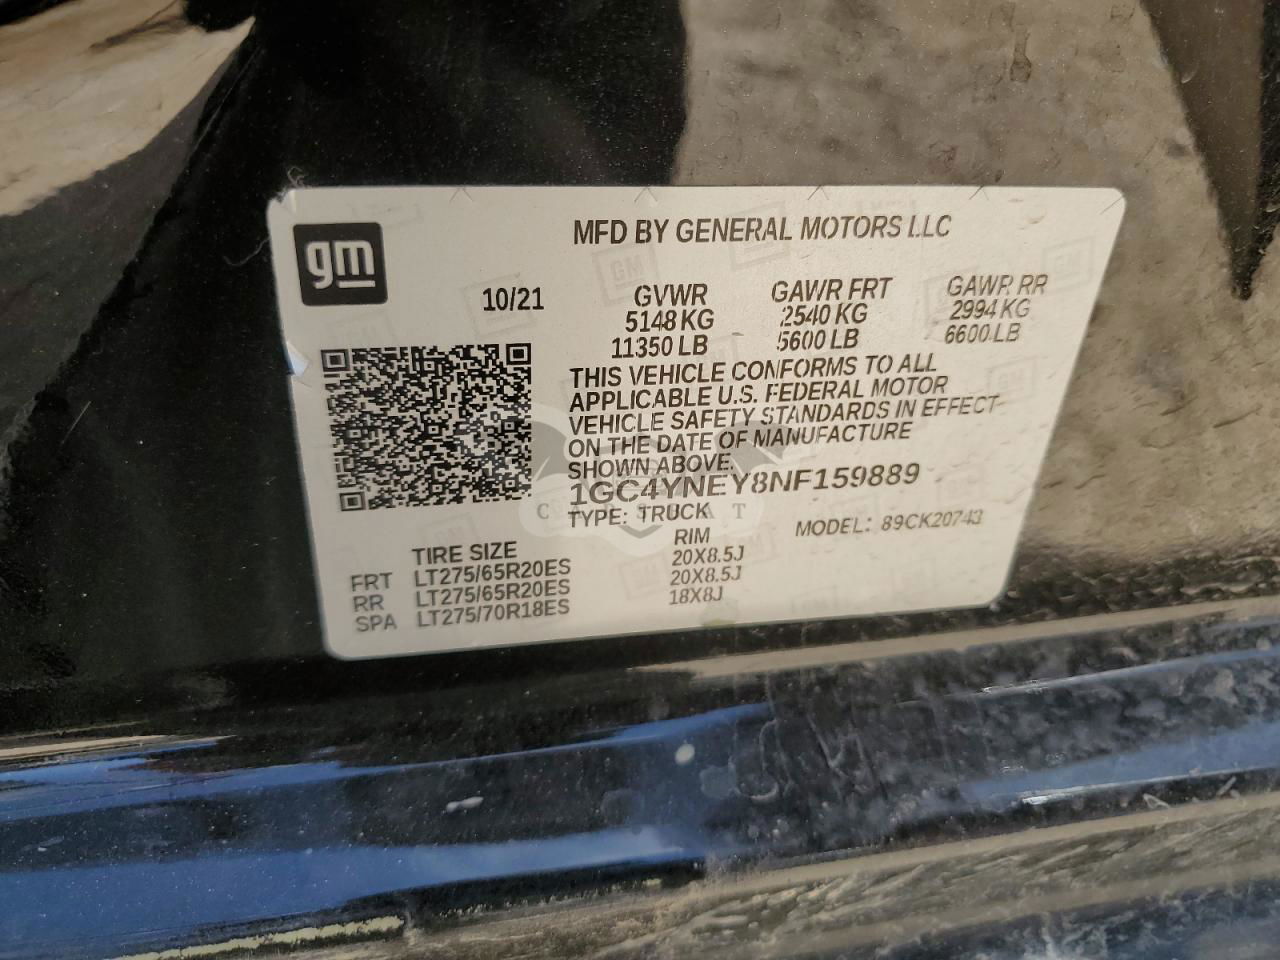 gm
MFD BY GENERAL MOTORS LLC
10/21 GVWR GAWR FRT GAWR RR
5148 KG 2540 KG 2994 KG
11350 LB 5600 LB 6600 LB
THIS VEHICLE CONFORMS TO ALL
APPLICABLE U.S. FEDERAL MOTOR
VEHICLE SAFETY STANDARDS IN EFFECT
ON THE DATE OF MANUFACTURE
SHOWN ABOVE.
1GC4YNEY8NF159889
TYPE: TRUCK MODEL: 89CK20743
TIRE SIZE RIM
FRT LT275/65R20ES 20X8.5J
RR LT275/65R20ES 20X8.5J
SPA LT275/70R18ES 18X8J